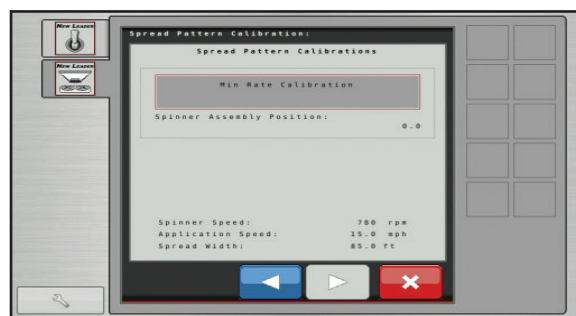 New Leader
New Leader
Spread Pattern Calibration:
Spread Pattern Calibrations
Min Rate Calibration
Spinner Assembly Position:
0.0
Spinner Speed: 780 rpm
Application Speed: 15.0 mph
Spread Width: 85.0 ft